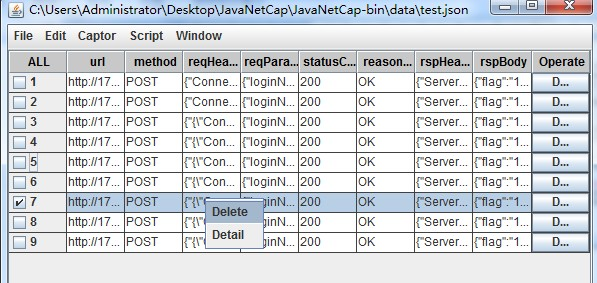 C:\Users\Administrator\Desktop\JavaNetCap\JavaNetCap-bin\data\test.json
File Edit Captor Script Window
ALL url method reqHea... reqPara... statusC... reason... rspHea... rspBody Operate
1 http://17... POST {"Conne... {"loginN... 200 OK {"Server... {"flag":"1... D...
2 http://17... POST {"Conne... {"loginN... 200 OK {"Server... {"flag":"1... D...
3 http://17... POST {"{\"Con... {"loginN... 200 OK {"Server... {"flag":"1... D...
4 http://17... POST {"{\"Con... {"loginN... 200 OK {"Server... {"flag":"1... D...
5 http://17... POST {"{\"Con... {"loginN... 200 OK {"Server... {"flag":"1... D...
6 http://17... POST {"{\"Con... {"loginN... 200 OK {"Server... {"flag":"1... D...
7 http://17... POST {"{\" oginN... 200 OK {"Server... {"flag":"1... D...
Delete
8 http://17... POST {"{\" oginN... 200 OK {"Server... {"flag":"1... D...
Detail
9 http://17... POST {"{\" oginN... 200 OK {"Server... {"flag":"1... D...